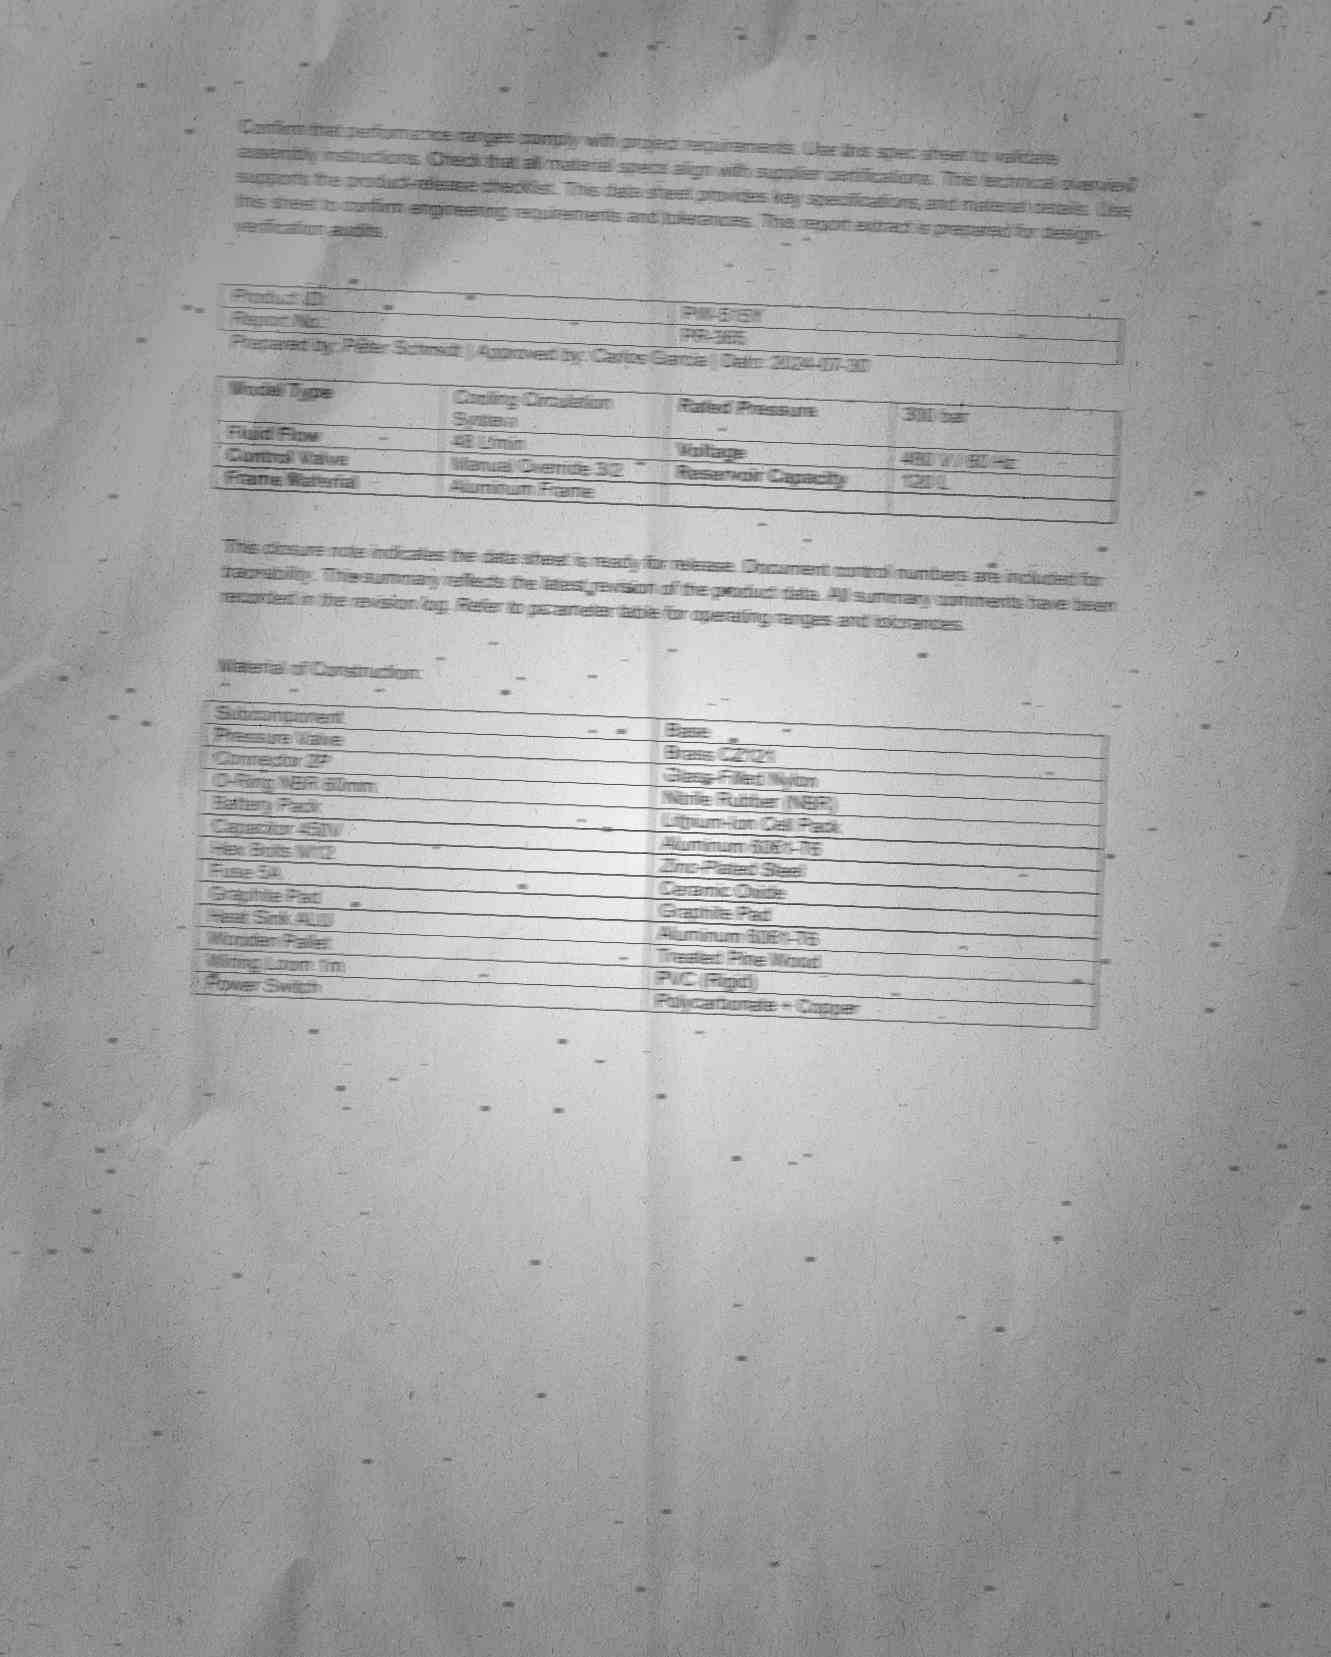 Confirm that performance ranges comply with project requirements. Use this spec sheet to validate
assembly instructions. Check that all material specs align with supplier certifications. This technical overview
supports the product-release checklist. This data sheet provides key specifications, and material details. Use
this sheet to confirm engineering requirements and tolerances. This report extract is prepared for design-
verification audits.
Product ID:
Report No.: PR-365
Prepared by: Peter Schmidt | Approved by: Carlos Garcia | Date: 2024-07-30
Model Type Cooling Circulation Rated Pressure 300 bar
System
Fluid Flow 48 L/min Voltage 480 V / 60 Hz
Control Valve Manual Override 3/2 Reservoir Capacity 120 L
Frame Material Aluminum Frame
This closure note indicates the data sheet is ready for release. Document control numbers are included for
traceability. This summary reflects the latest revision of the product data. All summary comments have been
recorded in the revision log. Refer to parameter table for operating ranges and tolerances.
Material of Construction:
Subcomponent Base
Pressure Valve Brass CZ121
Connector 2P Glass-Filled Nylon
O-Ring NBR 60mm Nitrile Rubber (NBR)
Battery Pack Lithium-Ion Cell Pack
Capacitor 450V Aluminum 6061-T6
Hex Bolts M12 Zinc-Plated Steel
Fuse 5A Ceramic Oxide
Graphite Pad Graphite Pad
Heat Sink ALU Aluminum 6061-T6
Wooden Pallet Treated Pine Wood
Wiring Loom 1m PVC (Rigid)
Power Switch Polycarbonate + Copper